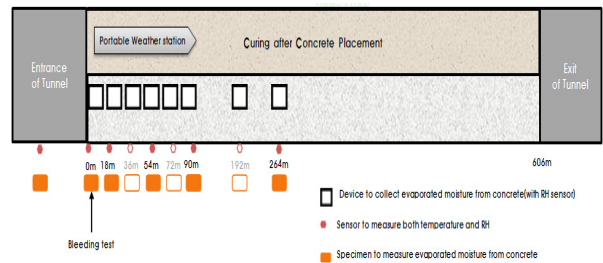 Portable Weather station
Curing after Concrete Placement
Entrance
of Tunnel
Exit
of Tunnel
0m 18m 36m 54m 72m 90m 192m 264m 606m
Device to collect evaporated moisture from concrete(with RH sensor)
Sensor to measure both temperature and RH
Bleeding test
Specimen to measure evaporated moisture from concrete